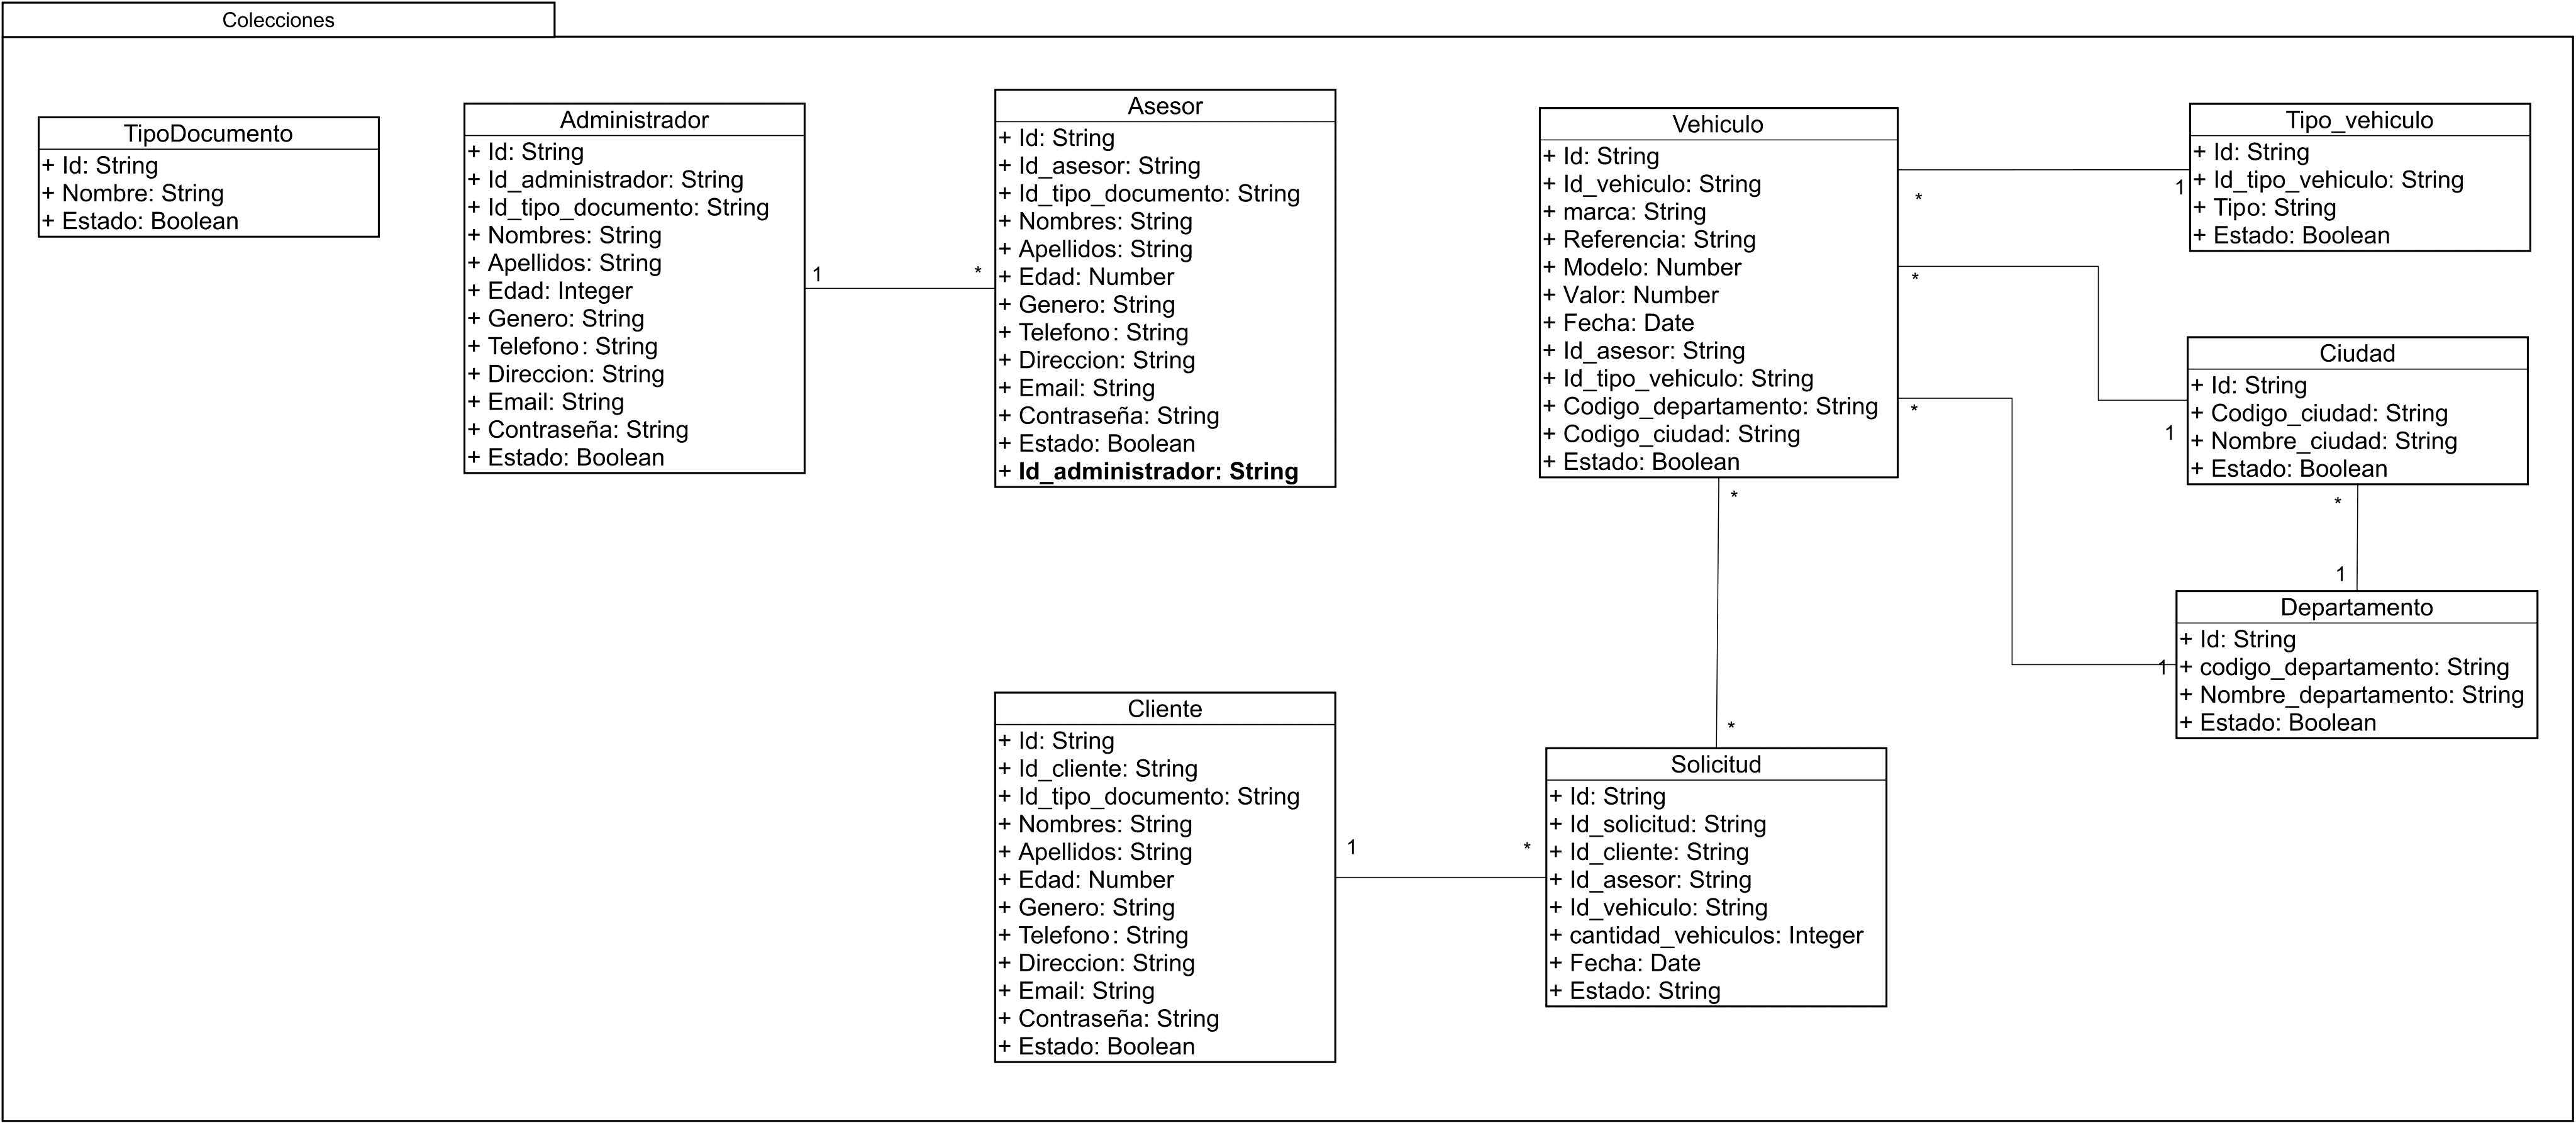 Colecciones
TipoDocumento
+ Id: String
+ Nombre: String
+ Estado: Boolean
Administrador
+ Id: String
+ Id_administrador: String
+ Id_tipo_documento: String
+ Nombres: String
+ Apellidos: String
+ Edad: Integer
+ Genero: String
+ Telefono: String
+ Direccion: String
+ Email: String
+ Contraseña: String
+ Estado: Boolean
1
*
Asesor
+ Id: String
+ Id_asesor: String
+ Id_tipo_documento: String
+ Nombres: String
+ Apellidos: String
+ Edad: Number
+ Genero: String
+ Telefono: String
+ Direccion: String
+ Email: String
+ Contraseña: String
+ Estado: Boolean
+ Id_administrador: String
Vehiculo
+ Id: String
+ Id_vehiculo: String
+ marca: String
+ Referencia: String
+ Modelo: Number
+ Valor: Number
+ Fecha: Date
+ Id_asesor: String
+ Id_tipo_vehiculo: String
+ Codigo_departamento: String
+ Codigo_ciudad: String
+ Estado: Boolean
*
1
*
1
*
1
Tipo_vehiculo
+ Id: String
+ Id_tipo_vehiculo: String
+ Tipo: String
+ Estado: Boolean
Ciudad
+ Id: String
+ Codigo_ciudad: String
+ Nombre_ciudad: String
+ Estado: Boolean
*
1
Departamento
+ Id: String
+ codigo_departamento: String
+ Nombre_departamento: String
+ Estado: Boolean
*
*
Cliente
+ Id: String
+ Id_cliente: String
+ Id_tipo_documento: String
+ Nombres: String
+ Apellidos: String
+ Edad: Number
+ Genero: String
+ Telefono: String
+ Direccion: String
+ Email: String
+ Contraseña: String
+ Estado: Boolean
1
*
Solicitud
+ Id: String
+ Id_solicitud: String
+ Id_cliente: String
+ Id_asesor: String
+ Id_vehiculo: String
+ cantidad_vehiculos: Integer
+ Fecha: Date
+ Estado: String